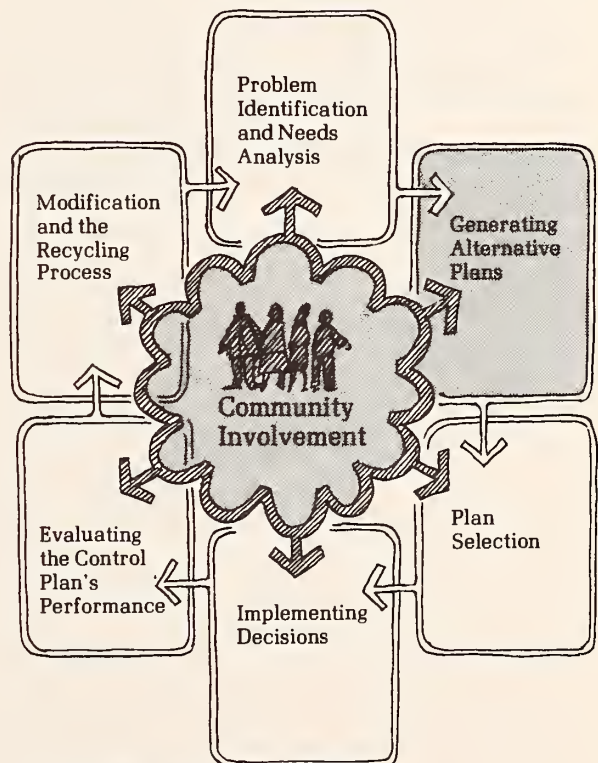 Problem
Identification
and Needs
Analysis
Generating
Alternative
Plans
Plan
Selection
Implementing
Decisions
Evaluating
the Control
Plan's
Performance
Modification
and the
Recycling
Process
Community
Involvement